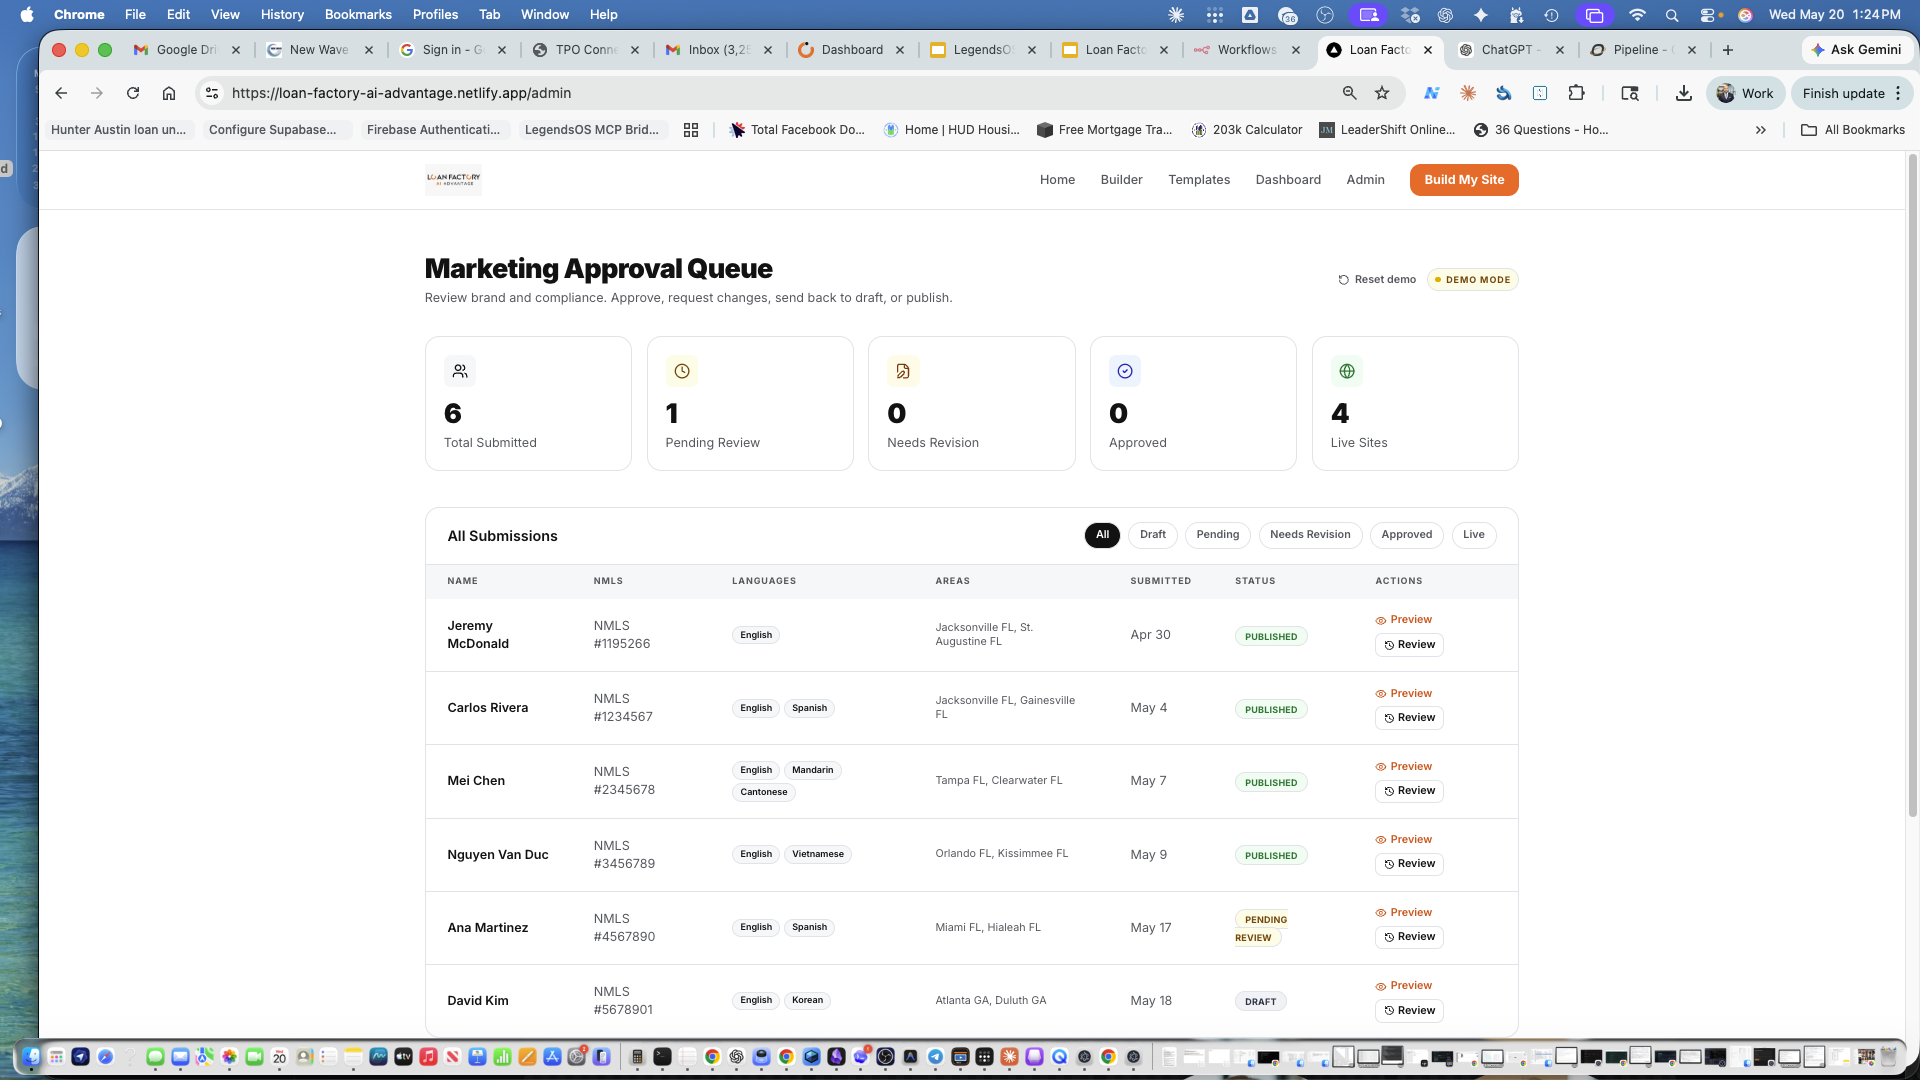 Chrome File Edit View History Bookmarks Profiles Tab Window Help
36
Wed May 20 1:24 PM
Google Dri
New Wave
Sign in - G
TPO Conne
Inbox (3,28
Dashboard
LegendsOS
Loan Facto
Workflows
Loan Facto
ChatGPT -
Pipeline -
Ask Gemini
https://loan-factory-ai-advantage.netlify.app/admin
Work
Finish update
Hunter Austin loan un...
Configure Supabase...
Firebase Authenticati...
LegendsOS MCP Brid...
Total Facebook Do...
Home | HUD Housi...
Free Mortgage Tra...
203k Calculator
JM
LeaderShift Online...
36 Questions - Ho...
All Bookmarks
LOAN FACTORY
AI ADVANTAGE
Home
Builder
Templates
Dashboard
Admin
Build My Site
Marketing Approval Queue
Review brand and compliance. Approve, request changes, send back to draft, or publish.
Reset demo
DEMO MODE
6
Total Submitted
1
Pending Review
0
Needs Revision
0
Approved
4
Live Sites
All Submissions
All
Draft
Pending
Needs Revision
Approved
Live
NAME NMLS LANGUAGES AREAS SUBMITTED STATUS ACTIONS
Jeremy
McDonald
NMLS
#1195266
English
Jacksonville FL, St.
Augustine FL
Apr 30
PUBLISHED
Preview
Review
Carlos Rivera
NMLS
#1234567
English Spanish
Jacksonville FL, Gainesville
FL
May 4
PUBLISHED
Preview
Review
Mei Chen
NMLS
#2345678
English Mandarin
Cantonese
Tampa FL, Clearwater FL
May 7
PUBLISHED
Preview
Review
Nguyen Van Duc
NMLS
#3456789
English Vietnamese
Orlando FL, Kissimmee FL
May 9
PUBLISHED
Preview
Review
Ana Martinez
NMLS
#4567890
English Spanish
Miami FL, Hialeah FL
May 17
PENDING
REVIEW
Preview
Review
David Kim
NMLS
#5678901
English Korean
Atlanta GA, Duluth GA
May 18
DRAFT
Preview
Review
20
tv